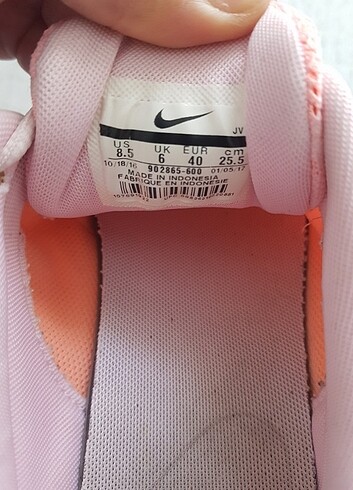 JV
US UK EUR cm
8.5 6 40 25.5
10/18/16 902865-600 01/05/17
MADE IN INDONESIA
FABRIQUE EN INDONESIE